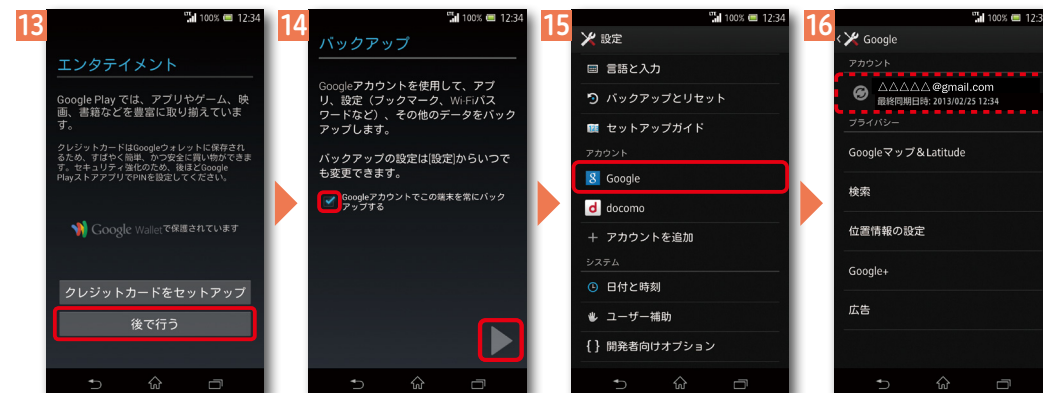 13
100% 12:34
エンタテイメント
Google Play では、アプリやゲーム、映
画、書籍などを豊富に取り揃えていま
す。
クレジットカードはGoogleウォレットに保存され
るため、すばやく簡単、かつ安全に買い物ができま
す。セキュリティ強化のため、後ほどGoogle
PlayストアアプリでPINを設定してください。
Google Walletで保護されています
クレジットカードをセットアップ
後で行う
14
100% 12:34
バックアップ
Googleアカウントを使用して、アプ
リ、設定（ブックマーク、Wi-Fiパス
ワードなど）、その他のデータをバック
アップします。
バックアップの設定は[設定]からいつで
も変更できます。
Googleアカウントでこの端末を常にバック
アップする
15
100% 12:34
設定
言語と入力
バックアップとリセット
セットアップガイド
アカウント
8 Google
d docomo
＋ アカウントを追加
システム
日付と時刻
ユーザー補助
{ } 開発者向けオプション
16
100% 12:3
Google
アカウント
△△△△△@gmail.com
最終同期日時: 2013/02/25 12:34
プライバシー
Googleマップ＆Latitude
検索
位置情報の設定
Google+
広告